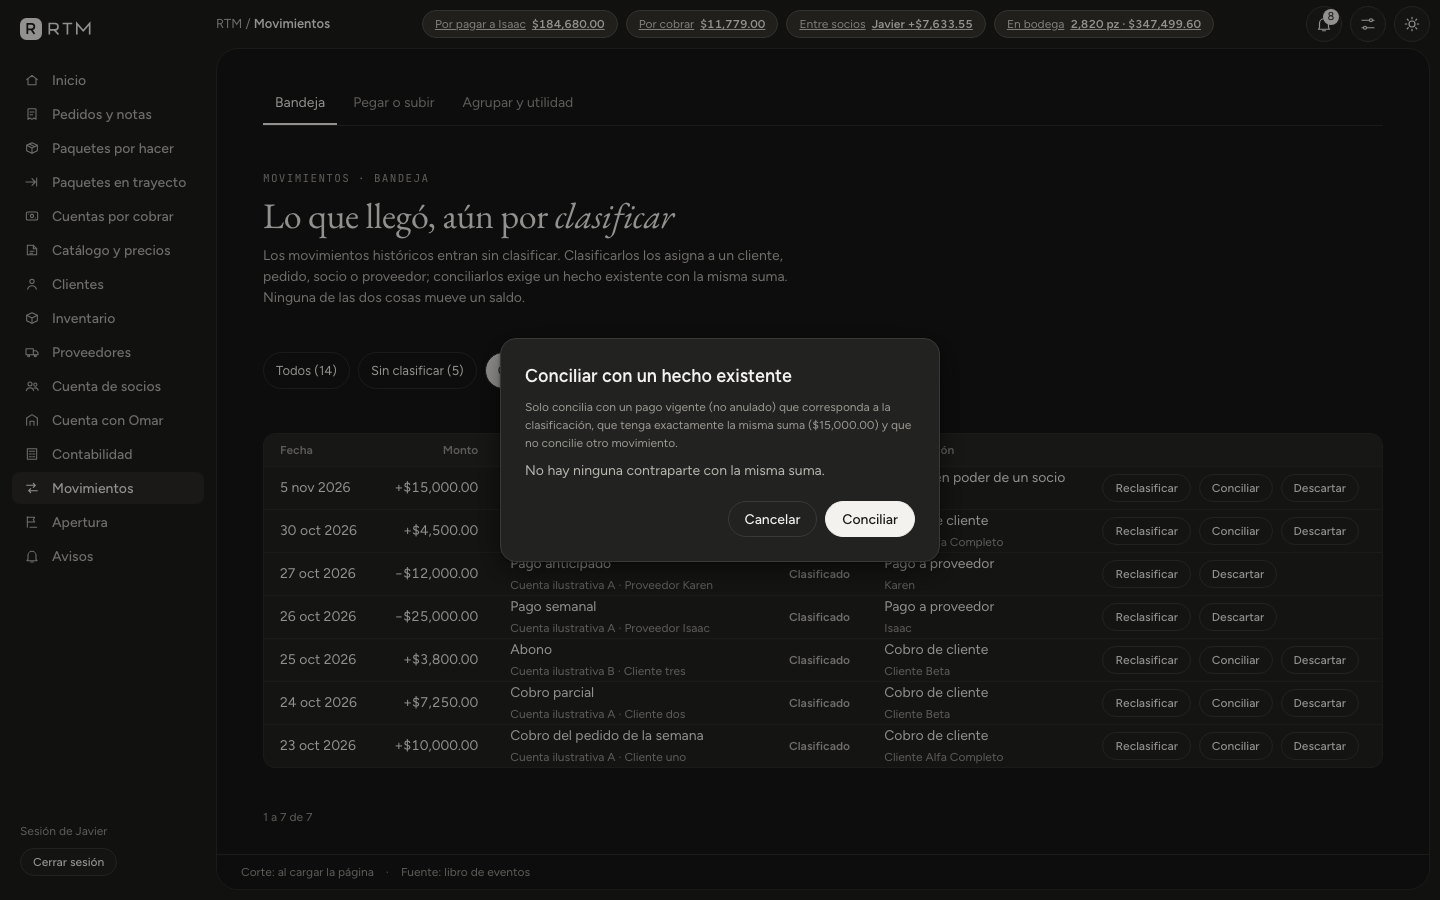 R RTM
RTM / Movimientos
Por pagar a Isaac $184,680.00
Por cobrar $11,779.00
Entre socios Javier +$7,633.55
En bodega 2,820 pz · $347,499.60
8
Inicio
Pedidos y notas
Paquetes por hacer
Paquetes en trayecto
Cuentas por cobrar
Catálogo y precios
Clientes
Inventario
Proveedores
Cuenta de socios
Cuenta con Omar
Contabilidad
Movimientos
Apertura
Avisos
Sesión de Javier
Cerrar sesión
Bandeja Pegar o subir Agrupar y utilidad
MOVIMIENTOS · BANDEJA
Lo que llegó, aún por clasificar
Los movimientos históricos entran sin clasificar. Clasificarlos los asigna a un cliente,
pedido, socio o proveedor; conciliarlos exige un hecho existente con la misma suma.
Ninguna de las dos cosas mueve un saldo.
Todos (14) Sin clasificar (5)
Conciliar con un hecho existente
Solo concilia con un pago vigente (no anulado) que corresponda a la
clasificación, que tenga exactamente la misma suma ($15,000.00) y que
no concilie otro movimiento.
No hay ninguna contraparte con la misma suma.
Cancelar Conciliar
Fecha Monto ón
5 nov 2026 +$15,000.00 en poder de un socio Reclasificar Conciliar Descartar
30 oct 2026 +$4,500.00 cliente Reclasificar Conciliar Descartar
a Completo
27 oct 2026 −$12,000.00 Pago anticipado Clasificado Pago a proveedor Reclasificar Descartar
Cuenta ilustrativa A · Proveedor Karen Karen
26 oct 2026 −$25,000.00 Pago semanal Clasificado Pago a proveedor Reclasificar Descartar
Cuenta ilustrativa A · Proveedor Isaac Isaac
25 oct 2026 +$3,800.00 Abono Clasificado Cobro de cliente Reclasificar Conciliar Descartar
Cuenta ilustrativa B · Cliente tres Cliente Beta
24 oct 2026 +$7,250.00 Cobro parcial Clasificado Cobro de cliente Reclasificar Conciliar Descartar
Cuenta ilustrativa A · Cliente dos Cliente Beta
23 oct 2026 +$10,000.00 Cobro del pedido de la semana Clasificado Cobro de cliente Reclasificar Conciliar Descartar
Cuenta ilustrativa A · Cliente uno Cliente Alfa Completo
1 a 7 de 7
Corte: al cargar la página · Fuente: libro de eventos